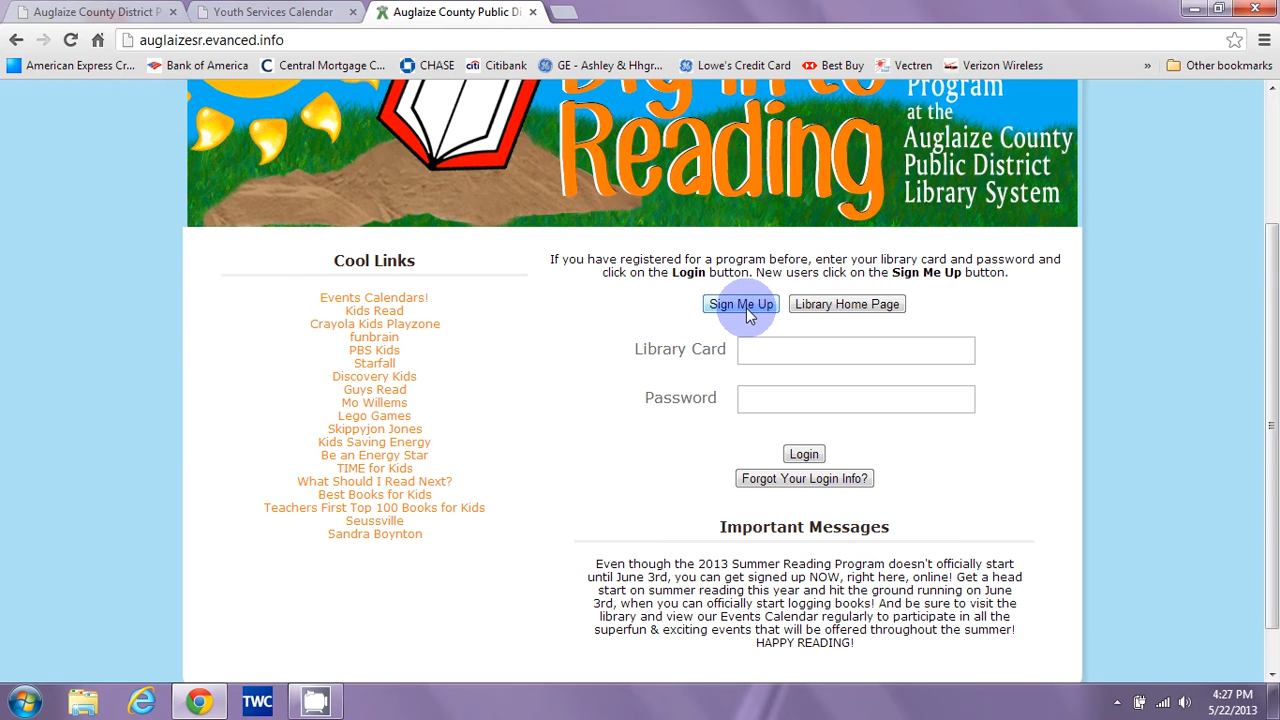 Auglaize County District P
Youth Services Calendar
Auglaize County Public Di
auglaizesr.evanced.info
American Express Cr...
Bank of America
Central Mortgage C...
CHASE
citi Citibank
GE - Ashley & Hhgr...
Lowe's Credit Card
Best Buy
Vectren
Verizon Wireless
»
Other bookmarks
Dig into
Reading
Program
at the
Auglaize County
Public District
Library System
Cool Links
Events Calendars!
Kids Read
Crayola Kids Playzone
funbrain
PBS Kids
Starfall
Discovery Kids
Guys Read
Mo Willems
Lego Games
Skippyjon Jones
Kids Saving Energy
Be an Energy Star
TIME for Kids
What Should I Read Next?
Best Books for Kids
Teachers First Top 100 Books for Kids
Seussville
Sandra Boynton
If you have registered for a program before, enter your library card and password and
click on the Login button. New users click on the Sign Me Up button.
Sign Me Up
Library Home Page
Library Card
Password
Login
Forgot Your Login Info?
Important Messages
Even though the 2013 Summer Reading Program doesn't officially start
until June 3rd, you can get signed up NOW, right here, online! Get a head
start on summer reading this year and hit the ground running on June
3rd, when you can officially start logging books! And be sure to visit the
library and view our Events Calendar regularly to participate in all the
superfun & exciting events that will be offered throughout the summer!
HAPPY READING!
TWC
4:27 PM
5/22/2013